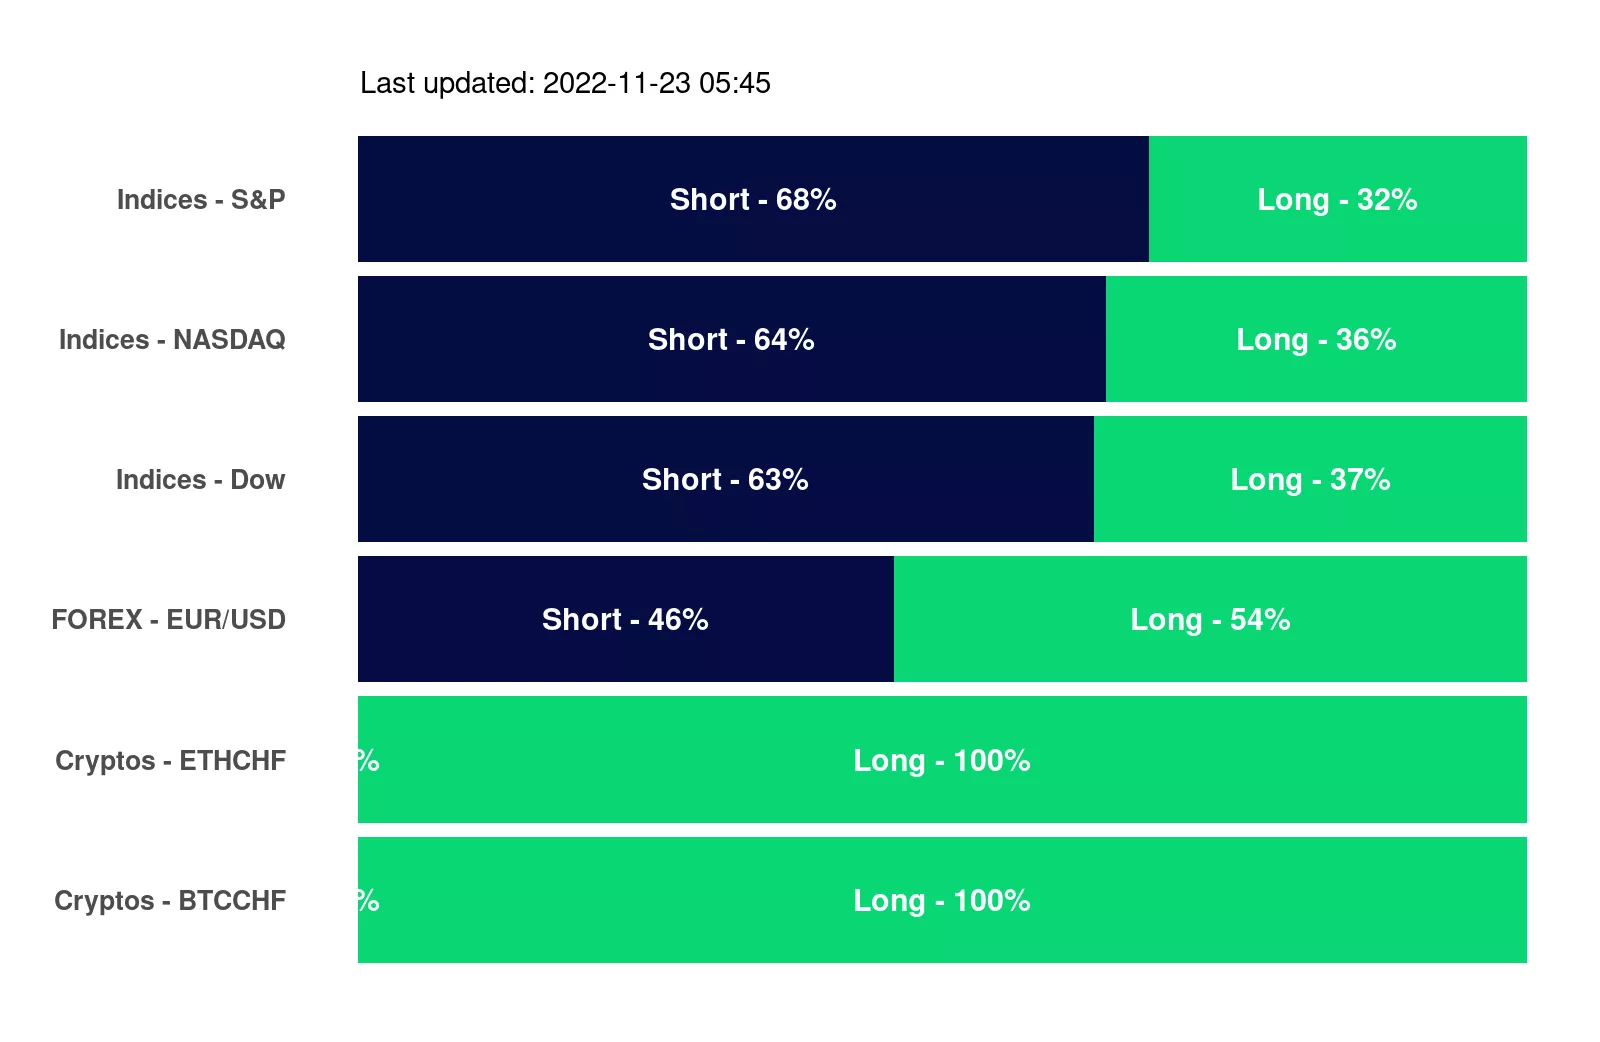 Last updated: 2022-11-23 05:45
Indices - S&P Short - 68% Long - 32%
Indices - NASDAQ Short - 64% Long - 36%
Indices - Dow Short - 63% Long - 37%
FOREX - EUR/USD Short - 46% Long - 54%
Cryptos - ETHCHF % Long - 100%
Cryptos - BTCCHF % Long - 100%